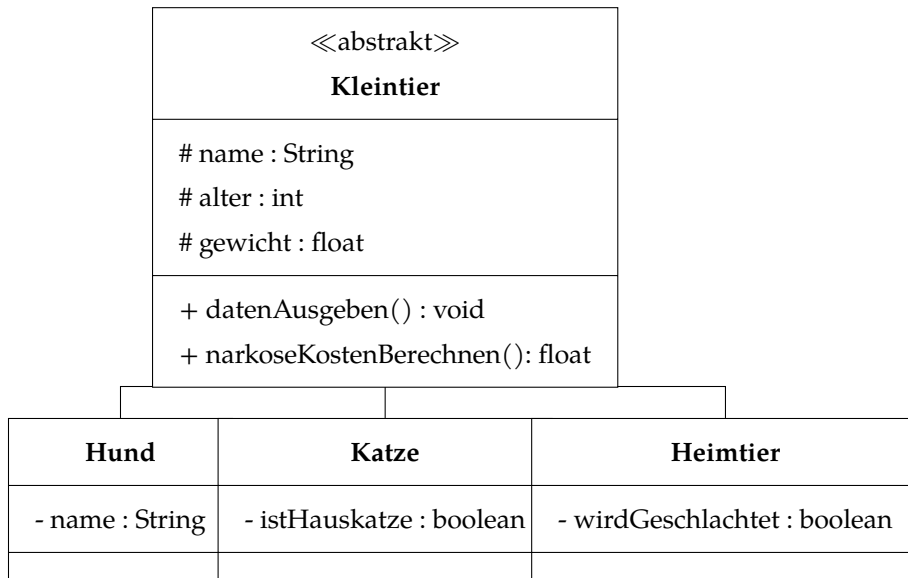 ≪abstrakt≫
Kleintier
# name : String
# alter : int
# gewicht : float
+ datenAusgeben() : void
+ narkoseKostenBerechnen(): float
Hund
Katze
Heimtier
- name : String
- istHauskatze : boolean
- wirdGeschlachtet : boolean